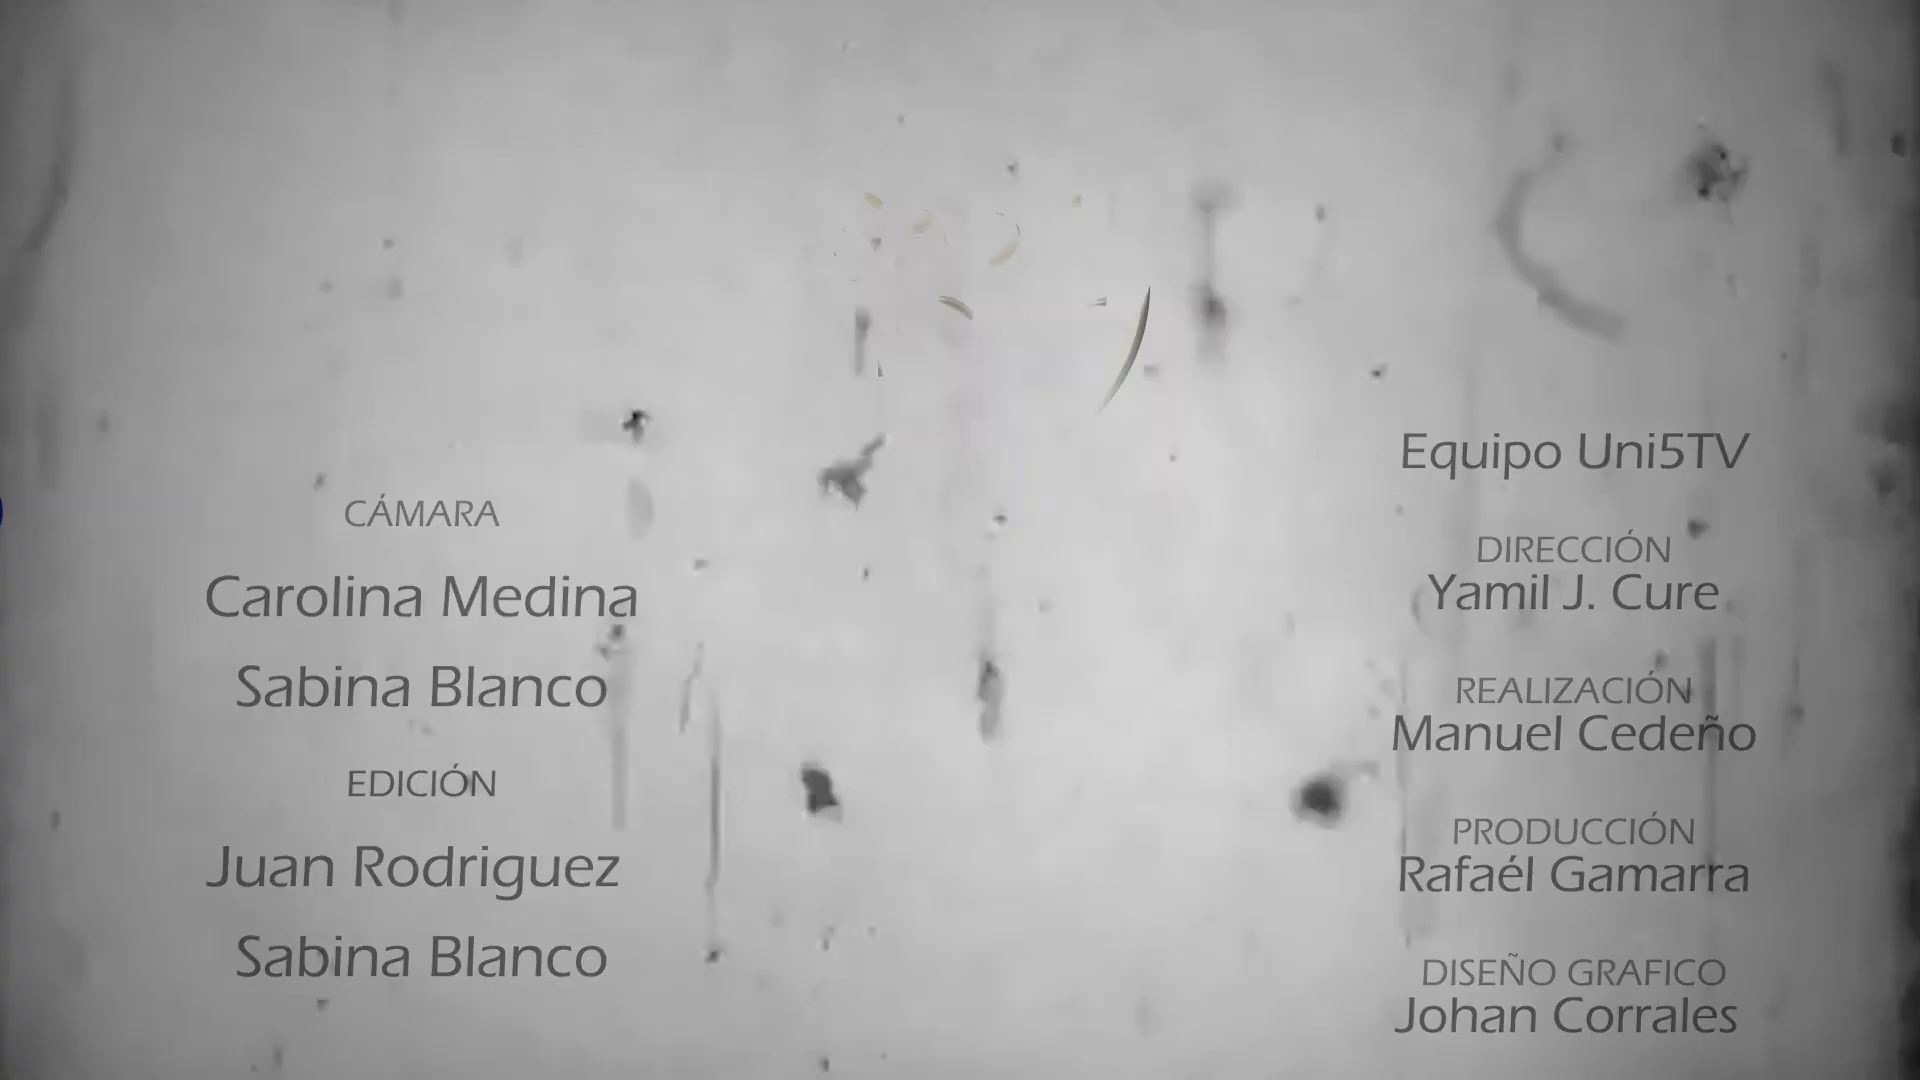 CÁMARA
Carolina Medina
Sabina Blanco
EDICIÓN
Juan Rodriguez
Sabina Blanco
Equipo Uni5TV
DIRECCIÓN
Yamil J. Cure
REALIZACIÓN
Manuel Cedeño
PRODUCCIÓN
Rafaél Gamarra
DISEÑO GRAFICO
Johan Corrales